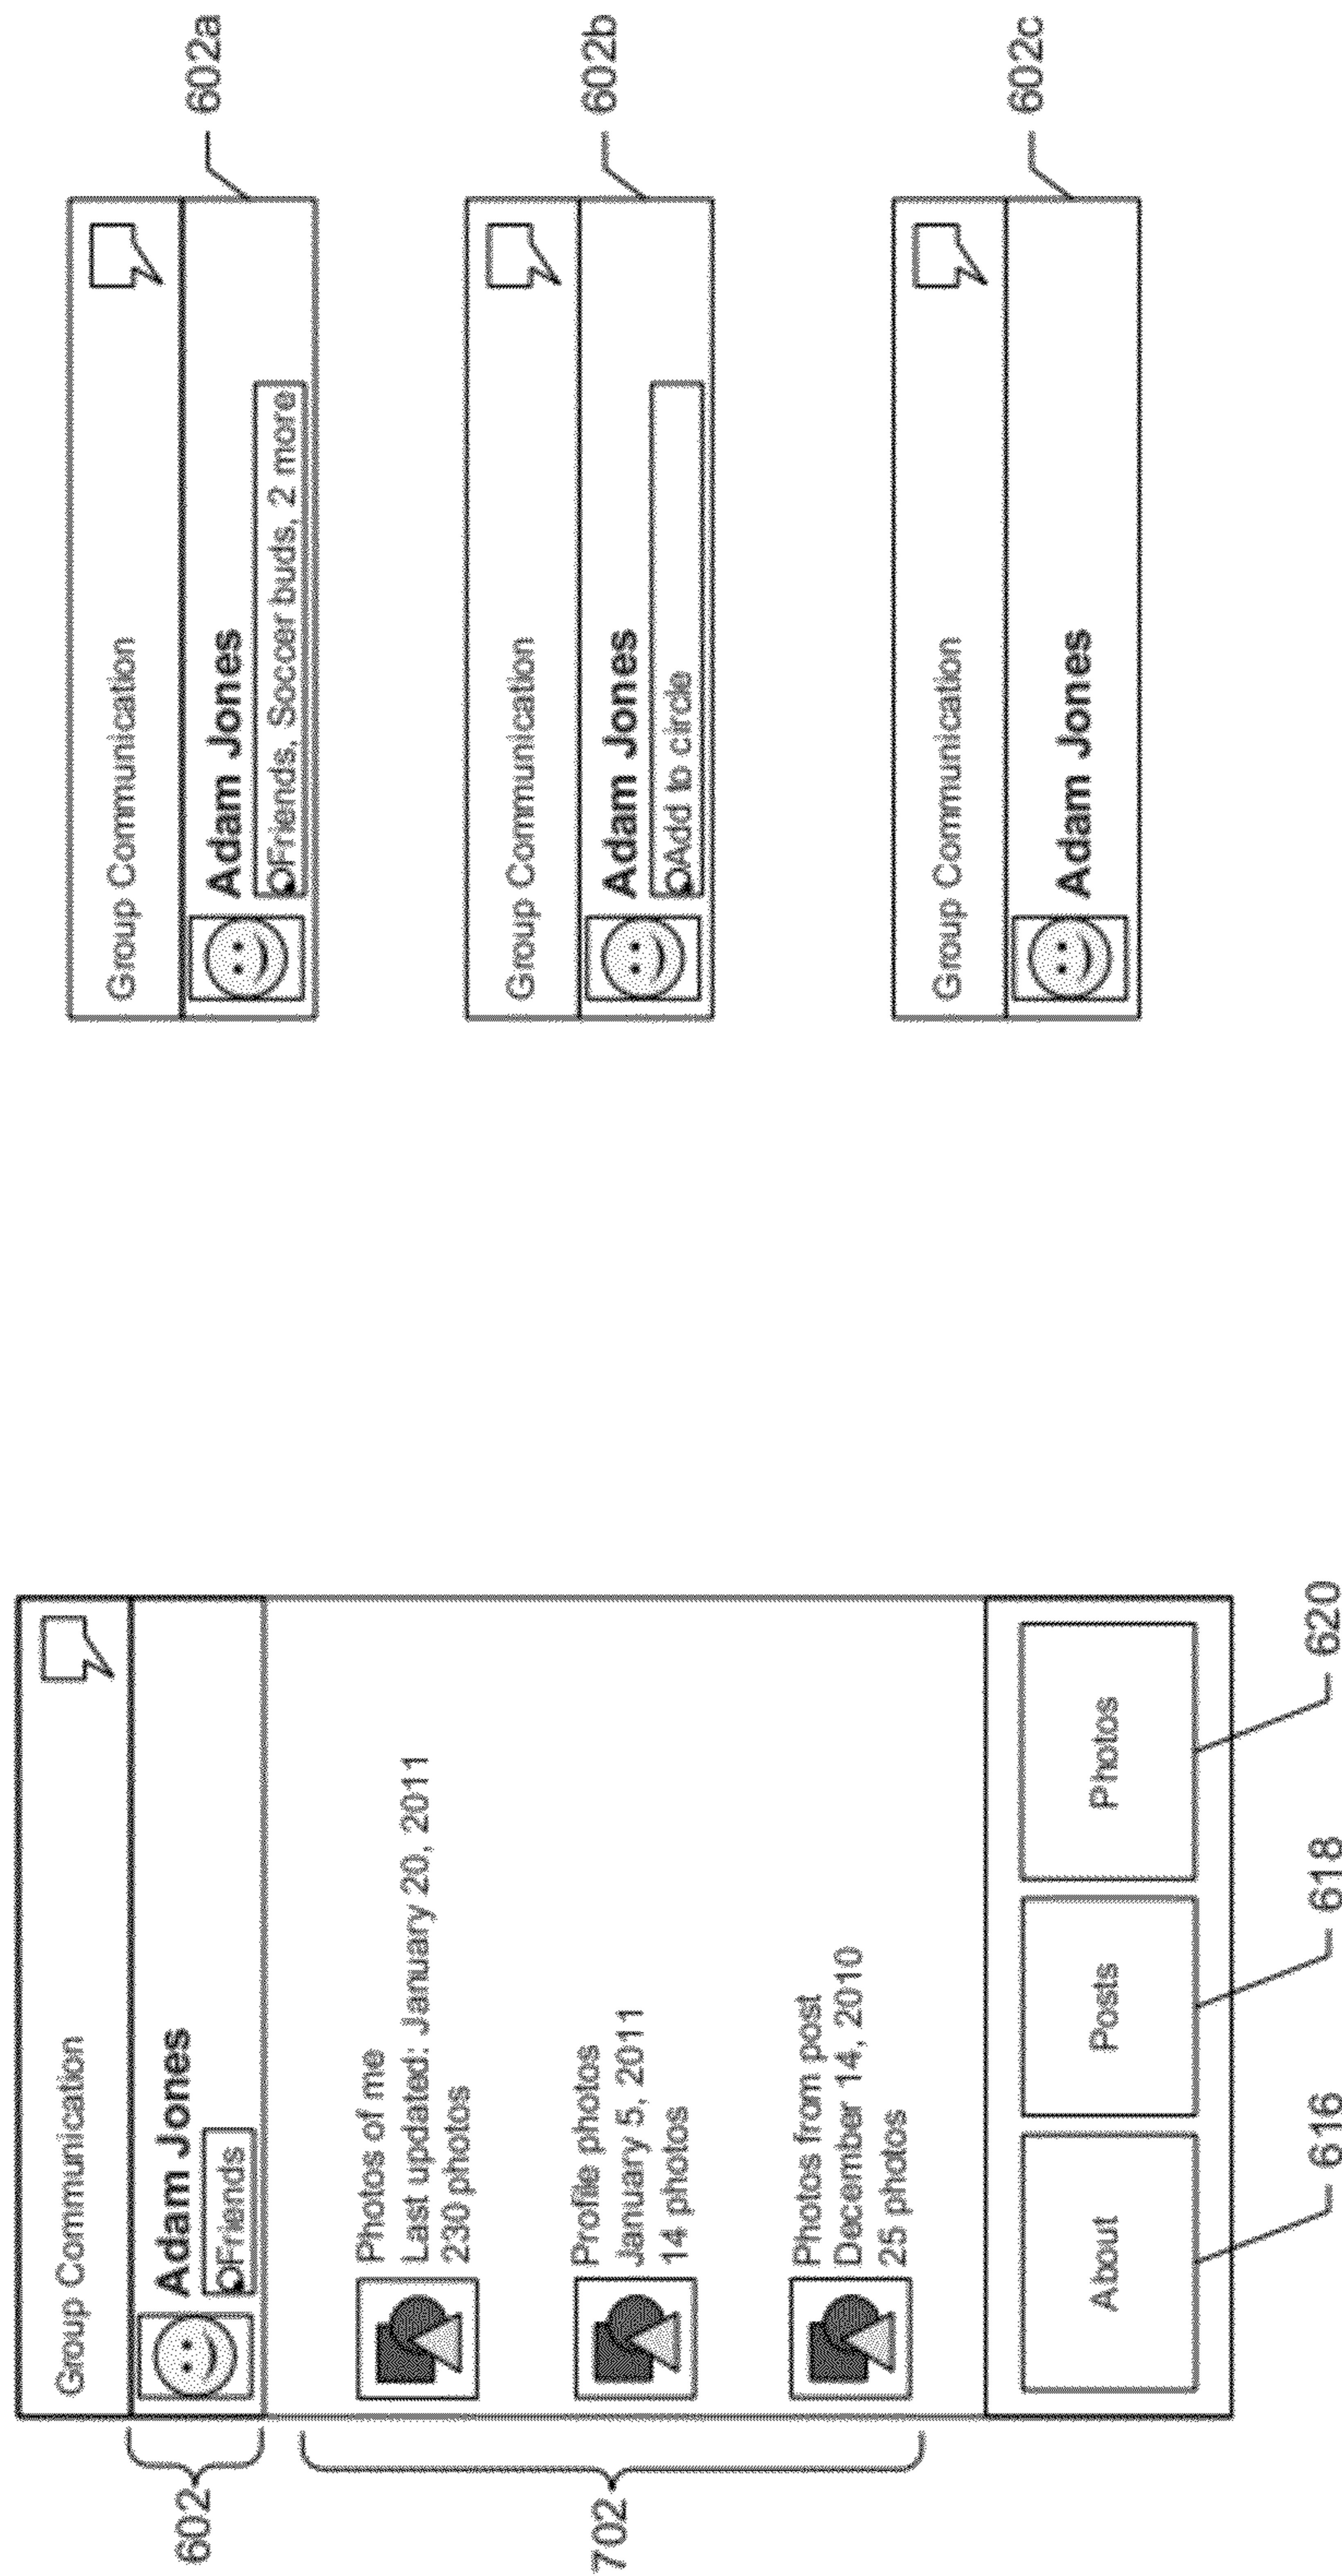 Group Communication
602
Adam Jones
Friends
702
Photos of me
Last updated: January 20, 2011
230 photos
Profile photos
January 5, 2011
14 photos
Photos from post
December 14, 2010
25 photos
About
Posts
Photos
616
618
620
Group Communication
Adam Jones
Friends, Soccer buds, 2 more
602a
Group Communication
Adam Jones
Add to circle
602b
Group Communication
Adam Jones
602c